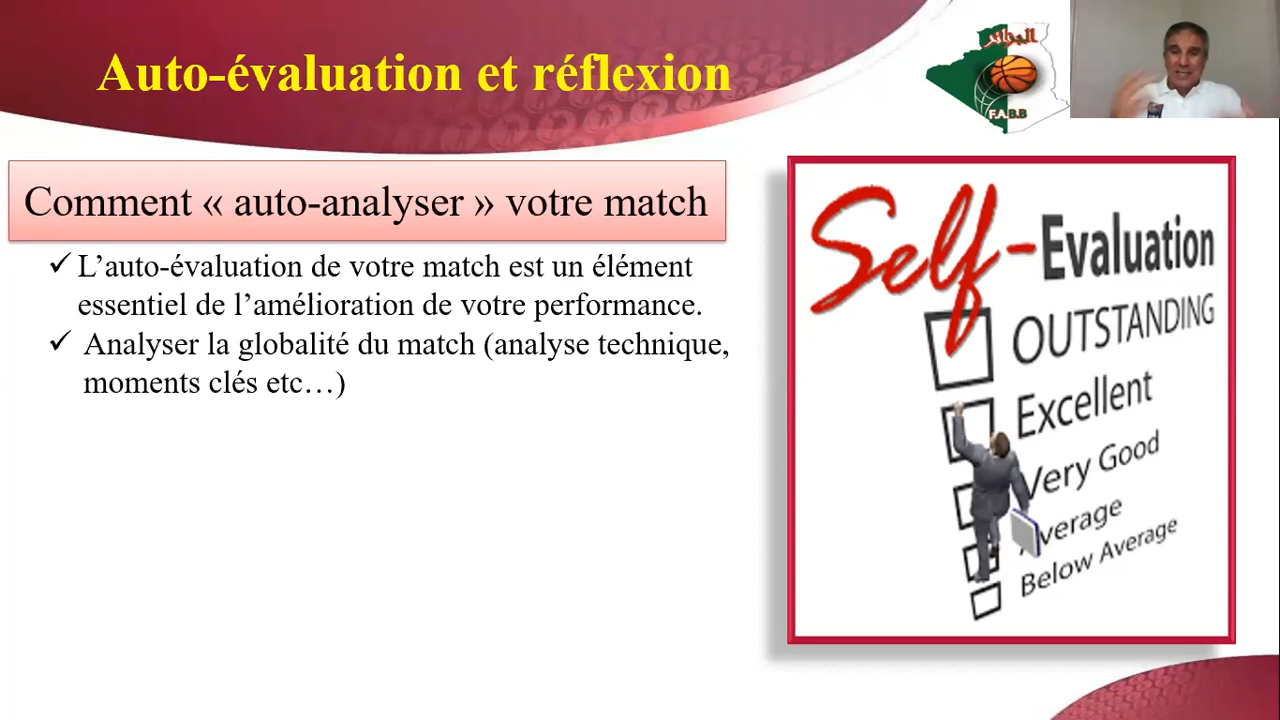 Auto-évaluation et réflexion
الجزائر
F.A.B.B
Comment « auto-analyser » votre match
✓ L’auto-évaluation de votre match est un élément
essentiel de l’amélioration de votre performance.
✓ Analyser la globalité du match (analyse technique,
moments clés etc…)
Self-Evaluation
OUTSTANDING
Excellent
Very Good
Average
Below Average